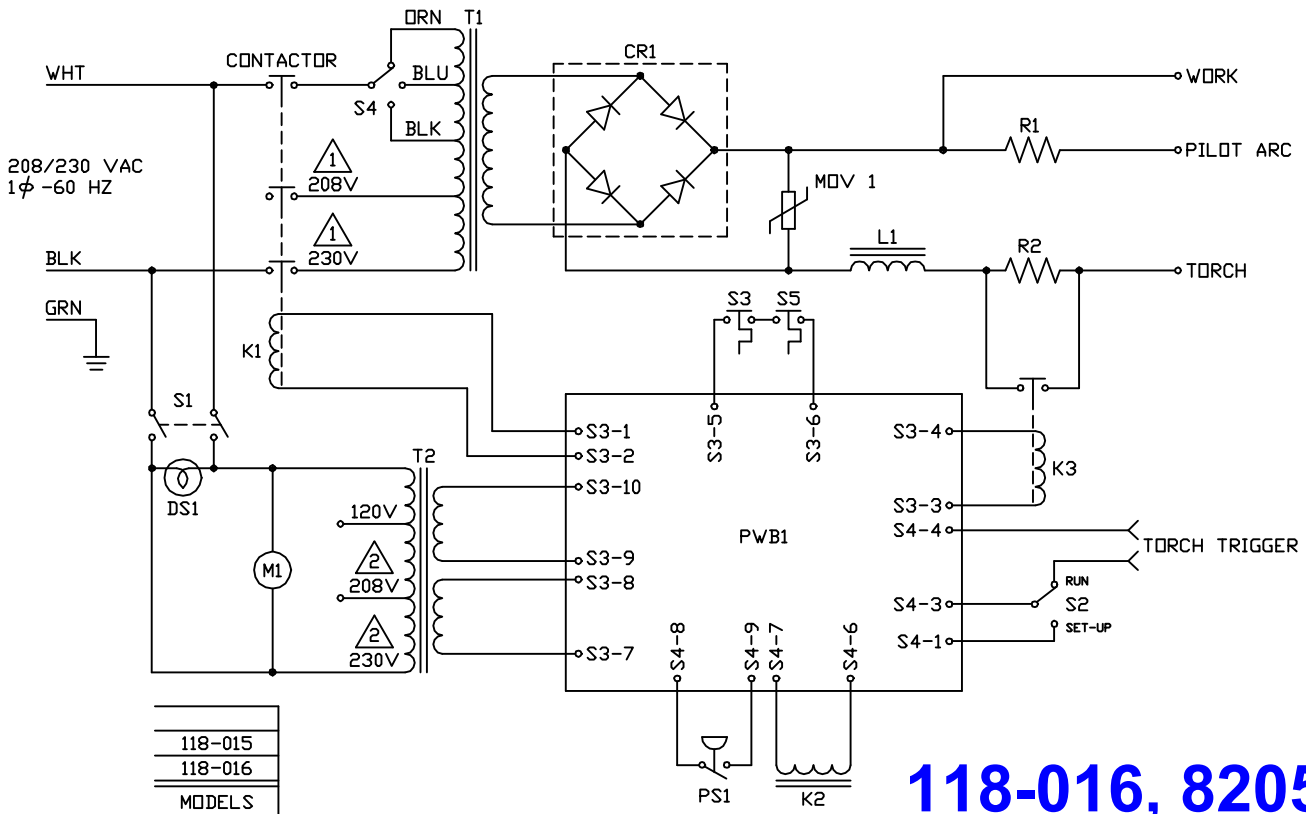 ORN T1
CONTACTOR
CR1
WHT
BLU
WORK
S4
BLK
R1
208/230 VAC
1ϕ-60 HZ
1
208V
PILOT ARC
MOV 1
1
230V
L1
R2
BLK
TORCH
GRN
S3 S5
K1
S1
S3-5
S3-6
S3-1
S3-2
S3-4
K3
T2
S3-10
S3-3
DS1
120V
S4-4
PWB1
TORCH TRIGGER
M1
2
208V
S3-9
S3-8
RUN
S4-3
S2
SET-UP
2
230V
S3-7
S4-8
S4-9
S4-7
S4-6
S4-1
118-015
118-016
MODELS
PS1
K2
118-016, 8205